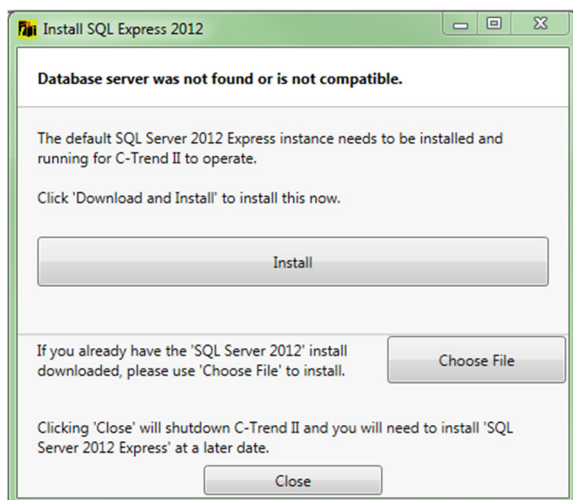 Install SQL Express 2012
Database server was not found or is not compatible.
The default SQL Server 2012 Express instance needs to be installed and
running for C-Trend II to operate.
Click 'Download and Install' to install this now.
Install
If you already have the 'SQL Server 2012' install
downloaded, please use 'Choose File' to install.
Choose File
Clicking 'Close' will shutdown C-Trend II and you will need to install 'SQL
Server 2012 Express' at a later date.
Close